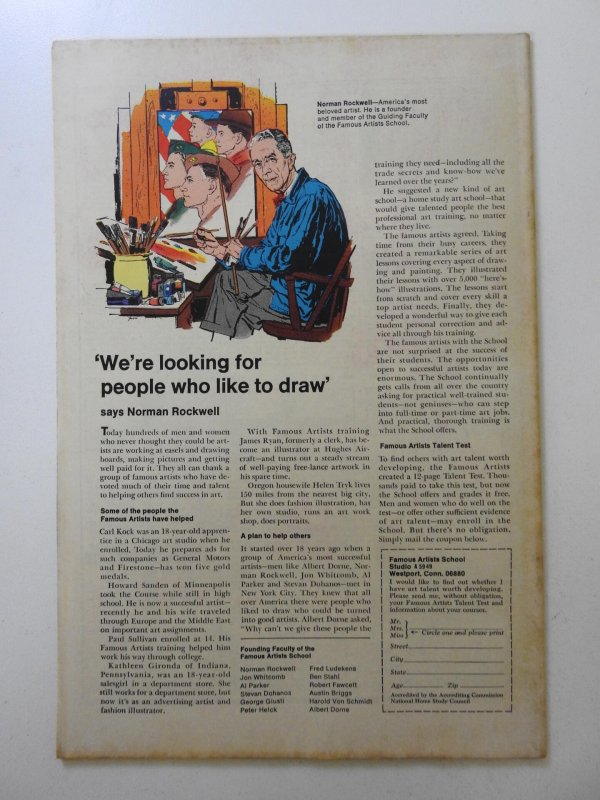 Norman Rockwell—America's most
beloved artist. He is a founder
and member of the Guiding Faculty
of the Famous Artists School.
'We're looking for
people who like to draw'
says Norman Rockwell
Today hundreds of men and women
who never thought they could be art-
ists are working at easels and drawing
boards, making pictures and getting
well paid for it. They all can thank a
group of famous artists who have de-
voted much of their time and talent
to helping others find success in art.
Some of the people the
Famous Artists have helped
Carl Kock was an 18-year-old appren-
tice in a Chicago art studio when he
enrolled. Today he prepares ads for
such companies as General Motors
and Firestone—has won five gold
medals.
Howard Sanden of Minneapolis
took the Course while still in high
school. He is now a successful artist—
recently he and his wife traveled
through Europe and the Middle East
on important art assignments.
Paul Sullivan enrolled at 14. His
Famous Artists training helped him
work his way through college.
Kathleen Gironda of Indiana,
Pennsylvania, was an 18-year-old
salesgirl in a department store. She
still works for a department store, but
now it's as an advertising artist and
fashion illustrator.
With Famous Artists training
James Ryan, formerly a clerk, has be-
come an illustrator at Hughes Air-
craft—and turns out a steady stream
of well-paying free-lance artwork in
his spare time.
Oregon housewife Helen Tryk lives
150 miles from the nearest big city.
But she does fashion illustration, has
her own studio, runs an art work
shop, does portraits.
A plan to help others
It started over 18 years ago when a
group of America's most successful
artists—men like Albert Dorne, Nor-
man Rockwell, Jon Whitcomb, Al
Parker and Stevan Dohanos—met in
New York City. They knew that all
over America there were people who
liked to draw who could be turned
into good artists. Albert Dorne asked,
"Why can't we give these people the
Founding Faculty of the
Famous Artists School
Norman Rockwell
Jon Whitcomb
Al Parker
Stevan Dohanos
George Giusti
Peter Helck
Fred Ludekens
Ben Stahl
Robert Fawcett
Austin Briggs
Harold Von Schmidt
Albert Dorne
training they need—including all the
trade secrets and know-how we've
learned over the years?"
He suggested a new kind of art
school—a home study art school—that
would give talented people the best
professional art training, no matter
where they live.
The famous artists agreed. Taking
time from their busy careers, they
created a remarkable series of art
lessons covering every aspect of draw-
ing and painting. They illustrated
their lessons with over 5,000 "here's-
how" illustrations. The lessons start
from scratch and cover every skill a
top artist needs. Finally, they de-
veloped a wonderful way to give each
student personal correction and ad-
vice all through his training.
The famous artists with the School
are not surprised at the success of
their students. The opportunities
open to successful artists today are
enormous. The School continually
gets calls from all over the country
asking for practical well-trained stu-
dents—not geniuses—who can step
into full-time or part-time art jobs.
And practical, thorough training is
what the School offers.
Famous Artists Talent Test
To find others with art talent worth
developing, the Famous Artists
created a 12-page Talent Test. Thou-
sands paid to take this test, but now
the School offers and grades it free.
Men and women who do well on the
test—or offer other sufficient evidence
of art talent—may enroll in the
School. But there's no obligation,
Simply mail the coupon below.
Famous Artists School
Studio A 5949
Westport, Conn. 06880
I would like to find out whether I
have art talent worth developing.
Please send me, without obligation,
your Famous Artists Talent Test and
information about your courses.
Mr.
Mrs.
Miss
← Circle one and please print
Street
City
State
Age Zip
Accredited by the Accrediting Commission
National Home Study Council